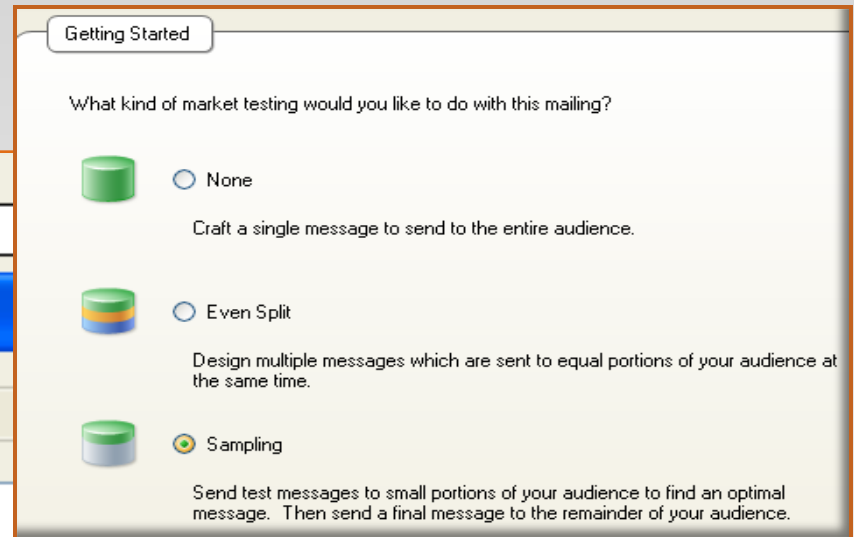 Getting Started
What kind of market testing would you like to do with this mailing?
None
Craft a single message to send to the entire audience.
Even Split
Design multiple messages which are sent to equal portions of your audience at
the same time.
Sampling
Send test messages to small portions of your audience to find an optimal
message.  Then send a final message to the remainder of your audience.